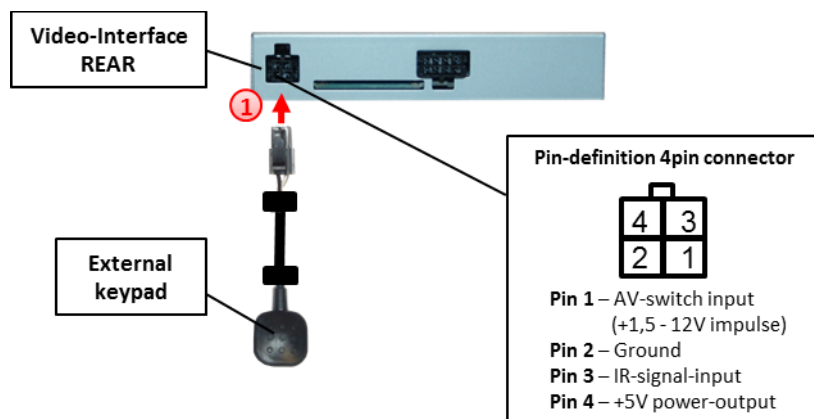 Video-Interface
REAR
1
External
keypad
Pin-definition 4pin connector
4 3
2 1
Pin 1 – AV-switch input
(+1,5 - 12V impulse)
Pin 2 – Ground
Pin 3 – IR-signal-input
Pin 4 – +5V power-output